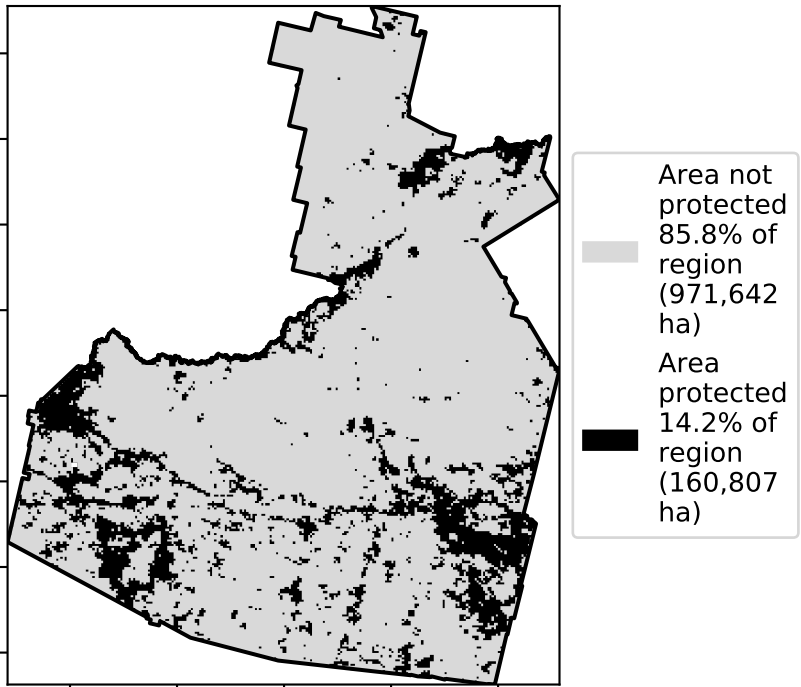 Area not
protected
85.8% of
region
(971,642
ha)
Area
protected
14.2% of
region
(160,807
ha)